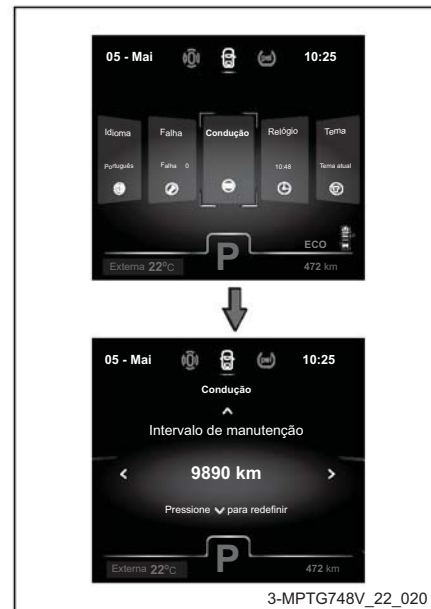 05 - Mai (psi) 10:25
Idioma Falha Condução Relógio Tema
Português Falha 0 10:48 Tema atual
ECO
Externa 22°C P 472 km
05 - Mai (psi) 10:25
Condução
Intervalo de manutenção
9890 km
Pressione para redefinir
Externa 22°C P 472 km
3-MPTG748V_22_020